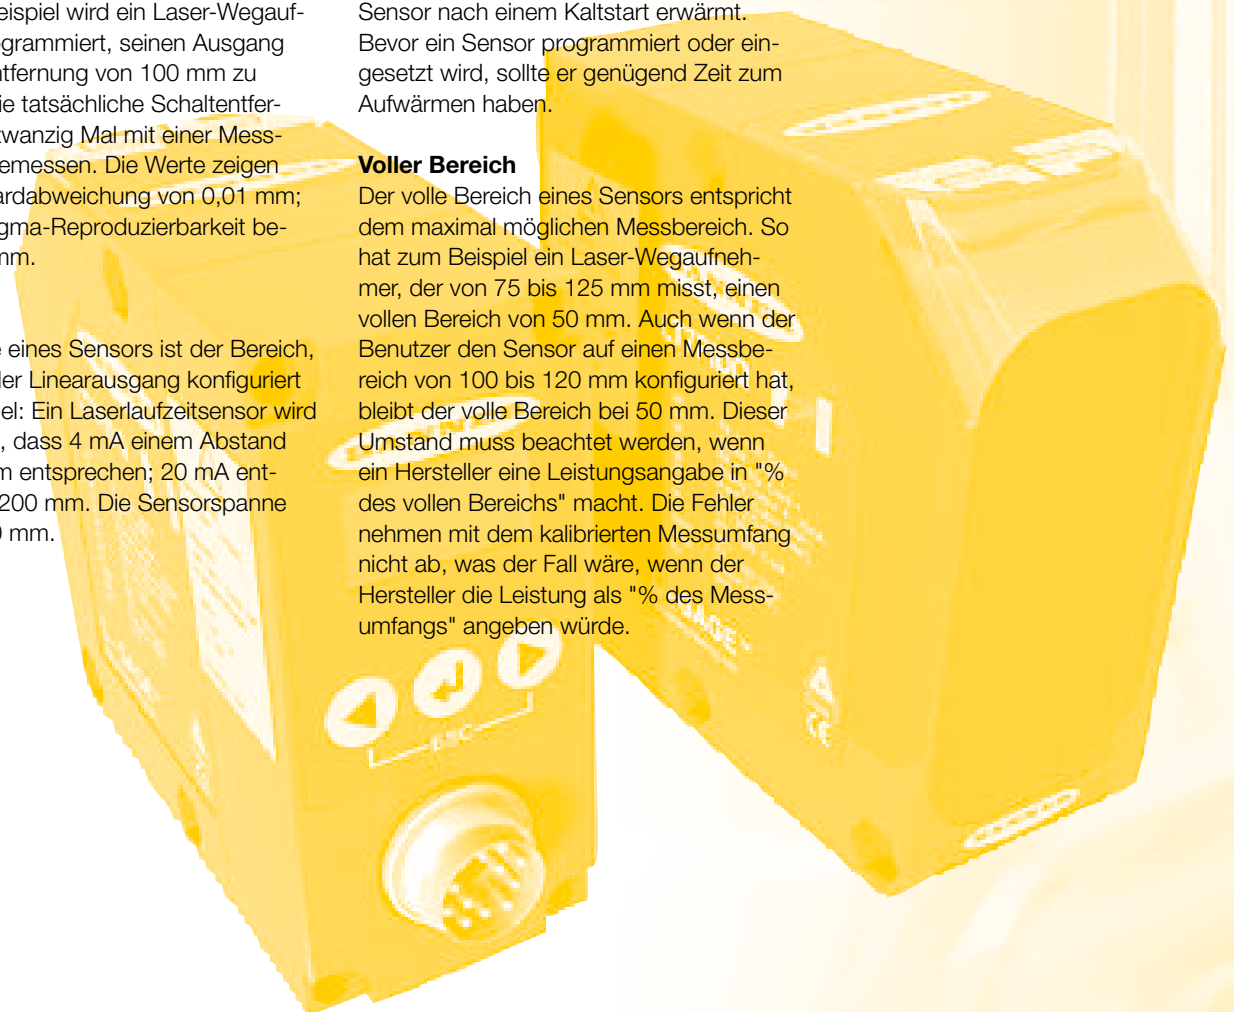 eispiel wird ein Laser-Wegauf-
ogrammiert, seinen Ausgang
ntfernung von 100 mm zu
ie tatsächliche Schaltentfer-
zwanzig Mal mit einer Mess-
emessen. Die Werte zeigen
ardabweichung von 0,01 mm;
gma-Reproduzierbarkeit be-
mm.
e eines Sensors ist der Bereich,
der Linearausgang konfiguriert
el: Ein Laserlaufzeitsensor wird
, dass 4 mA einem Abstand
m entsprechen; 20 mA ent-
200 mm. Die Sensorspanne
0 mm.
Sensor nach einem Kaltstart erwärmt.
Bevor ein Sensor programmiert oder ein-
gesetzt wird, sollte er genügend Zeit zum
Aufwärmen haben.
Voller Bereich
Der volle Bereich eines Sensors entspricht
dem maximal möglichen Messbereich. So
hat zum Beispiel ein Laser-Wegaufneh-
mer, der von 75 bis 125 mm misst, einen
vollen Bereich von 50 mm. Auch wenn der
Benutzer den Sensor auf einen Messbe-
reich von 100 bis 120 mm konfiguriert hat,
bleibt der volle Bereich bei 50 mm. Dieser
Umstand muss beachtet werden, wenn
ein Hersteller eine Leistungsangabe in "%
des vollen Bereichs" macht. Die Fehler
nehmen mit dem kalibrierten Messumfang
nicht ab, was der Fall wäre, wenn der
Hersteller die Leistung als "% des Mess-
umfangs" angeben würde.
ESC
CE